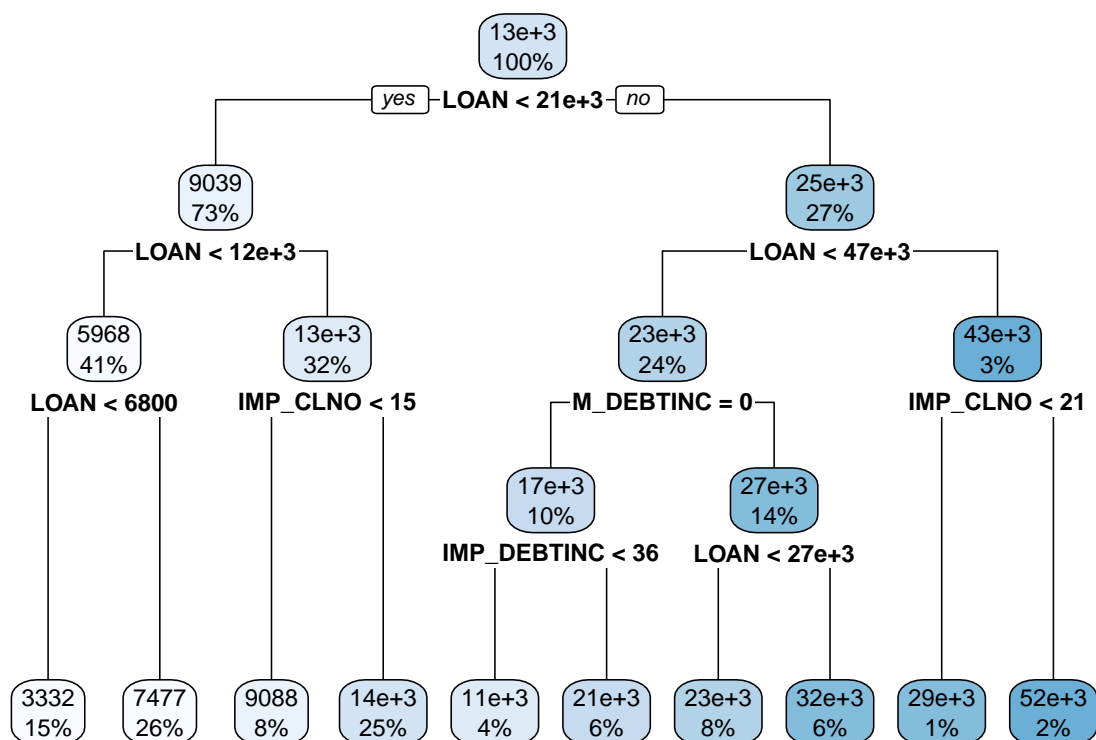 13e+3
100%
yes LOAN < 21e+3 no
9039
73%
LOAN < 12e+3
25e+3
27%
LOAN < 47e+3
5968
41%
LOAN < 6800
13e+3
32%
IMP_CLNO < 15
23e+3
24%
M_DEBTINC = 0
43e+3
3%
IMP_CLNO < 21
17e+3
10%
IMP_DEBTINC < 36
27e+3
14%
LOAN < 27e+3
3332
15%
7477
26%
9088
8%
14e+3
25%
11e+3
4%
21e+3
6%
23e+3
8%
32e+3
6%
29e+3
1%
52e+3
2%